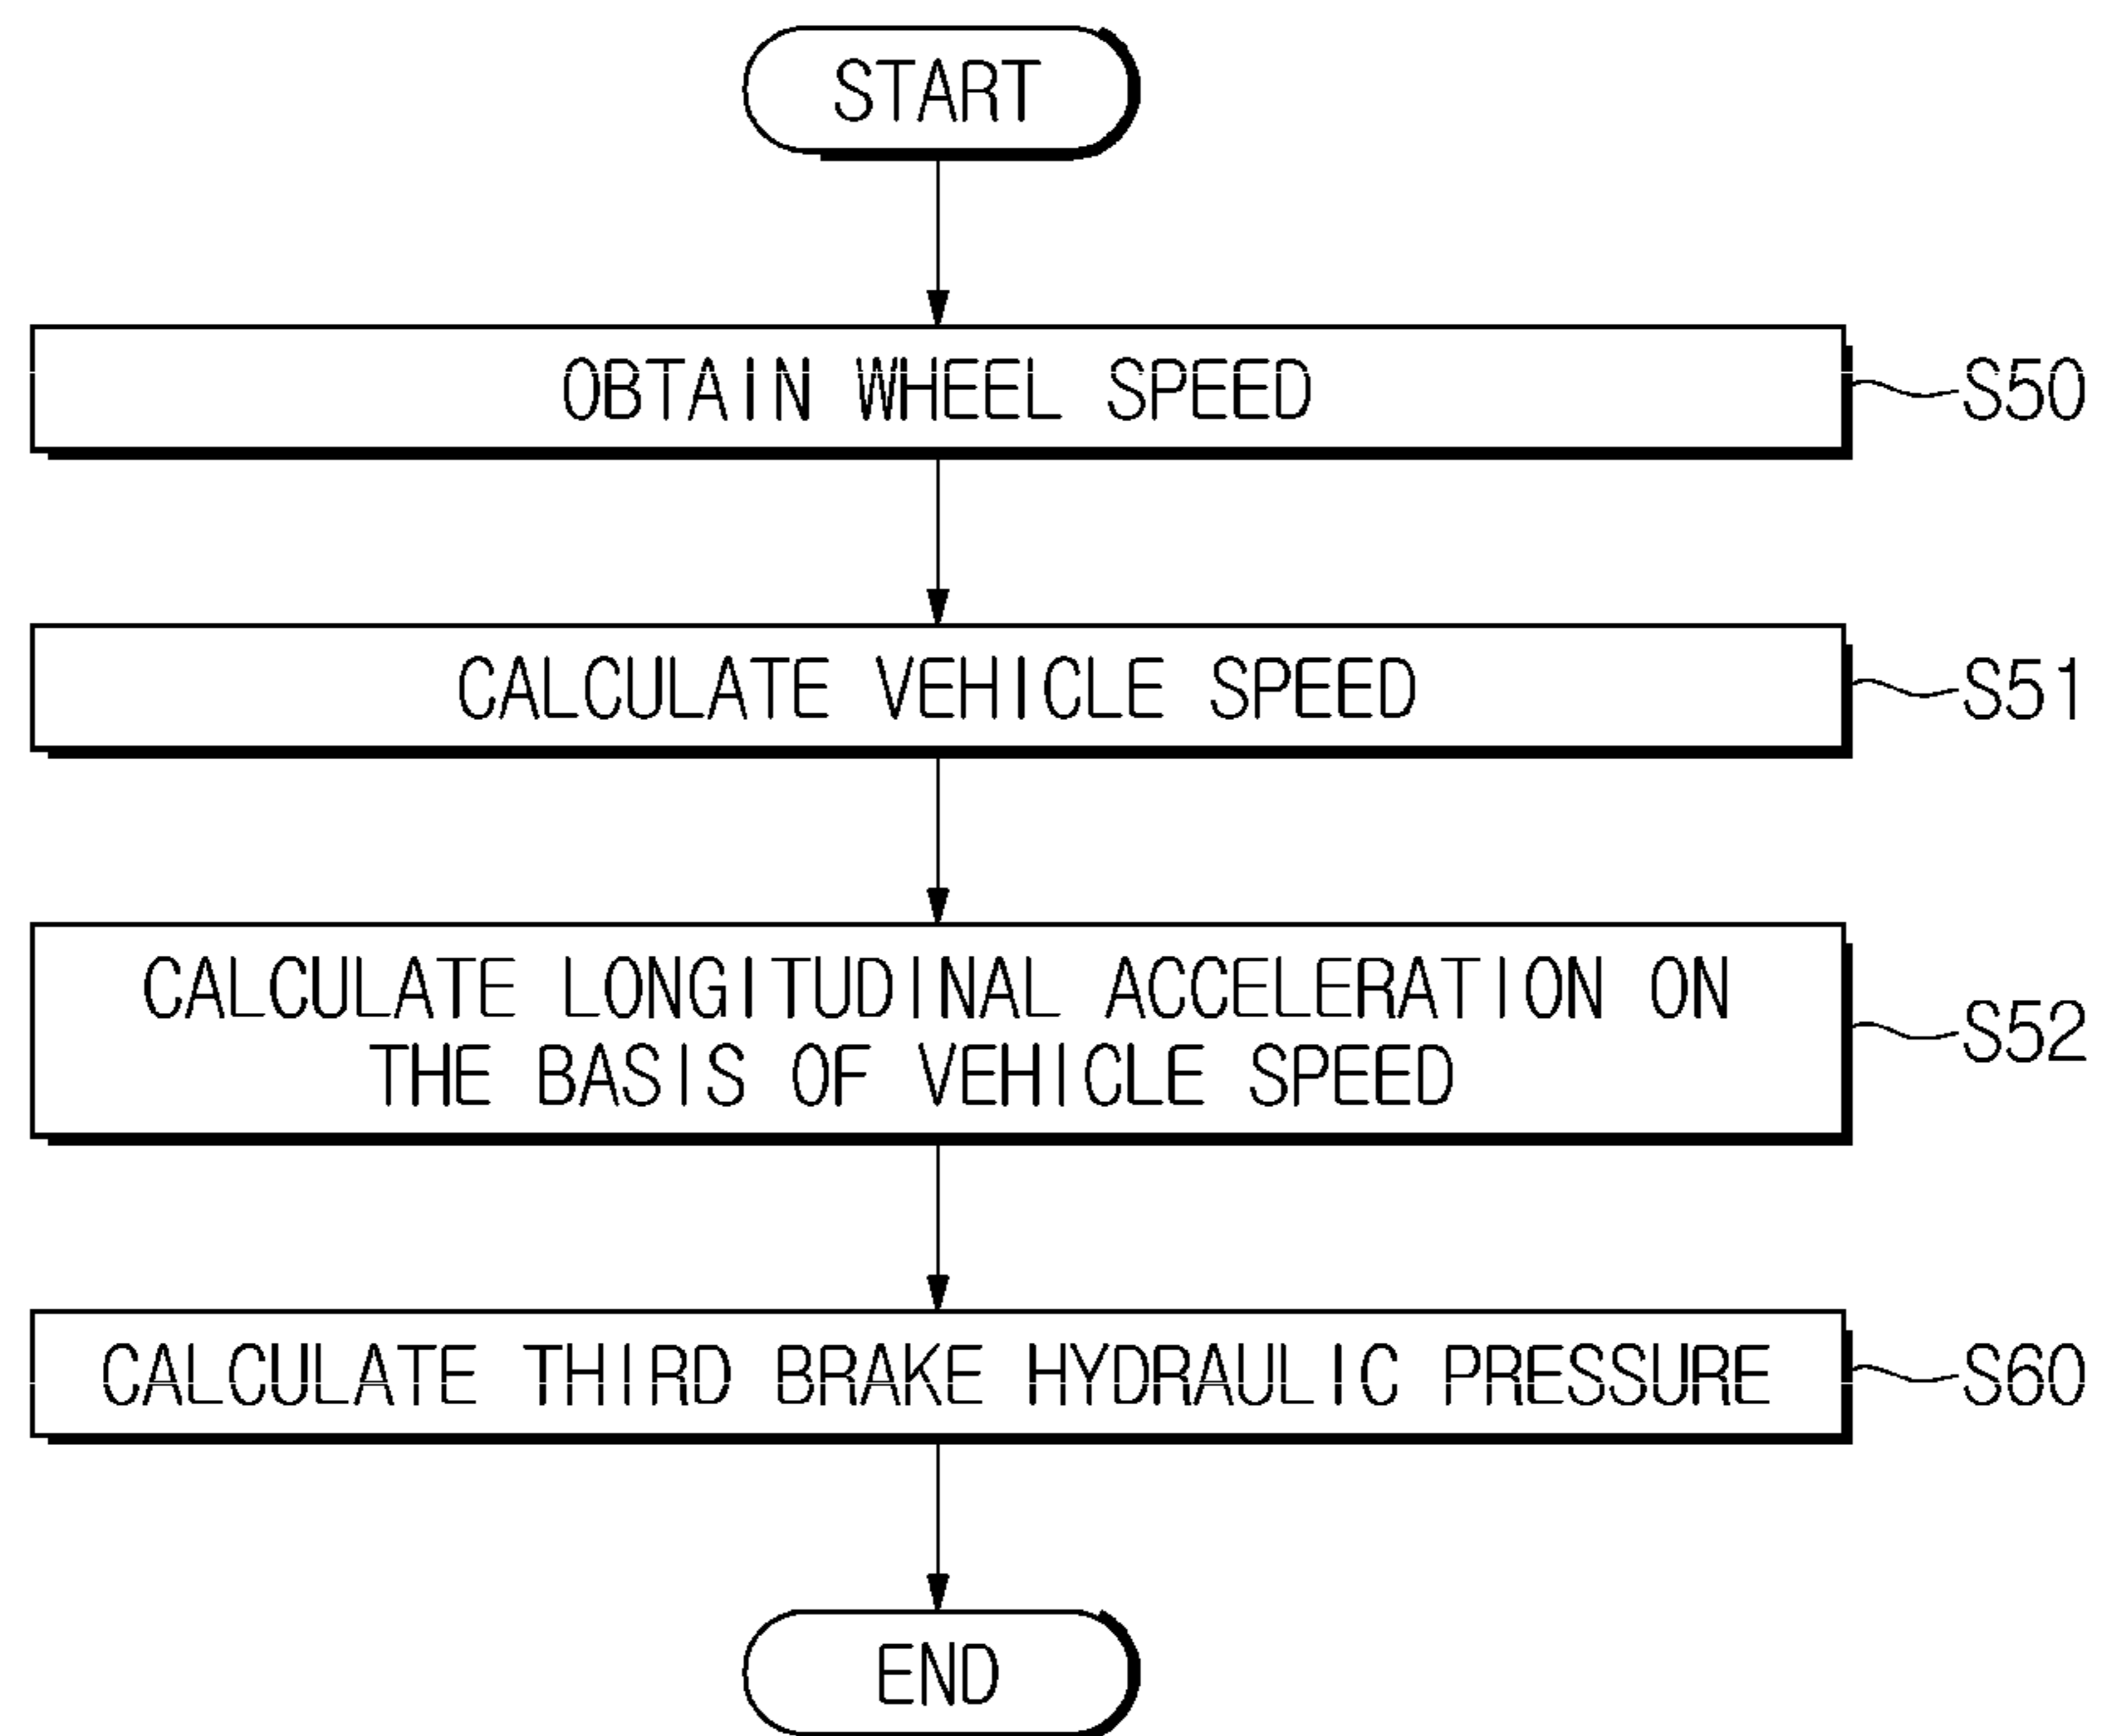 START
OBTAIN WHEEL SPEED
S50
CALCULATE VEHICLE SPEED
S51
CALCULATE LONGITUDINAL ACCELERATION ON
THE BASIS OF VEHICLE SPEED
S52
CALCULATE THIRD BRAKE HYDRAULIC PRESSURE
S60
END